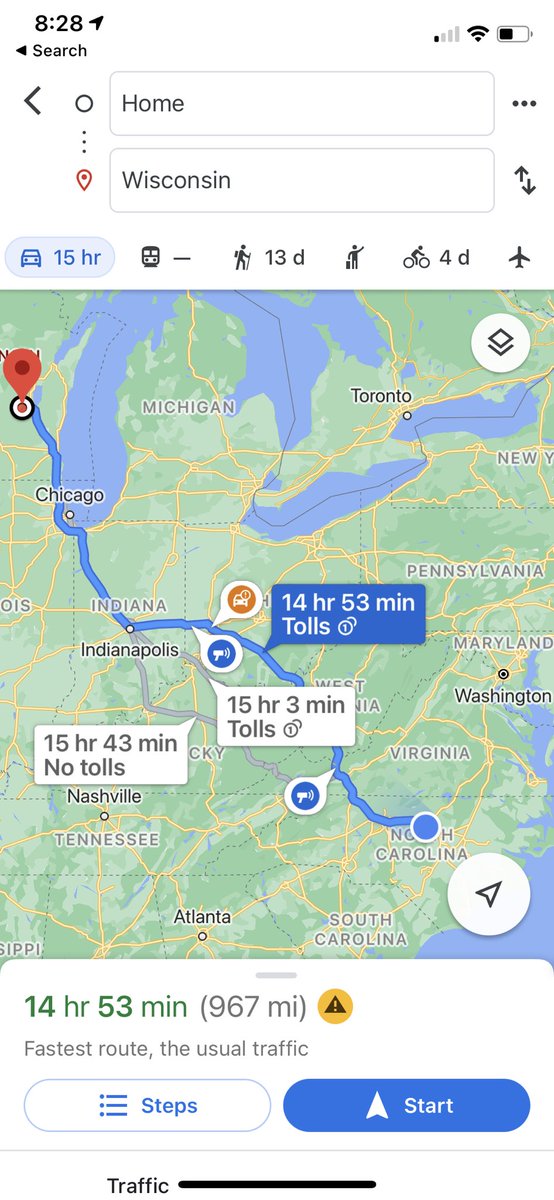 8:28
Search
Home
Wisconsin
15 hr
—
13 d
4 d
MICHIGAN
Toronto
NEW Y
Chicago
PENNSYLVANIA
OIS
INDIANA
14 hr 53 min
Tolls
Indianapolis
MARYLAND
WEST
Washington
15 hr 3 min
Tolls
15 hr 43 min
No tolls
CKY
VIRGINIA
Nashville
TENNESSEE
NORTH
CAROLINA
Atlanta
SOUTH
CAROLINA
SIPPI
14 hr 53 min (967 mi)
Fastest route, the usual traffic
Steps
Start
Traffic